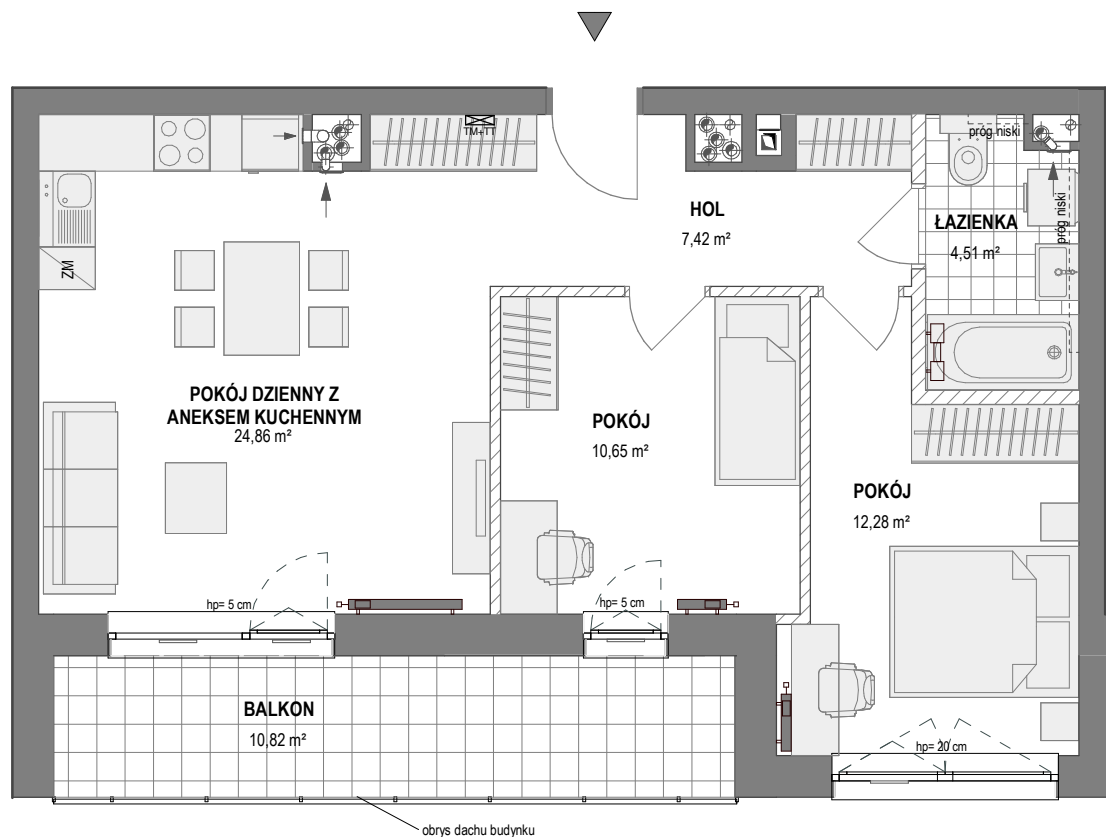 TM+TT
próg niski
HOL
7,42 m²
ŁAZIENKA
4,51 m²
próg niski
ZM
POKÓJ DZIENNY Z
ANEKSEM KUCHENNYM
24,86 m²
POKÓJ
10,65 m²
POKÓJ
12,28 m²
hp= 5 cm
hp= 5 cm
BALKON
10,82 m²
hp= 20 cm
obrys dachu budynku